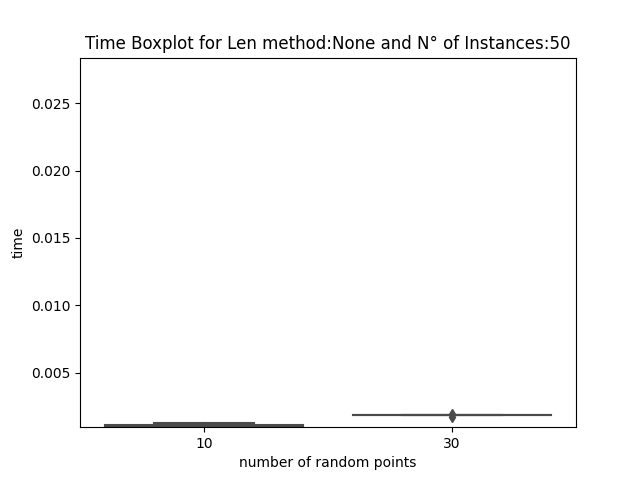 Time Boxplot for Len method:None and N° of Instances:50
0.025
0.020
0.015
0.010
0.005
time
10 30
number of random points